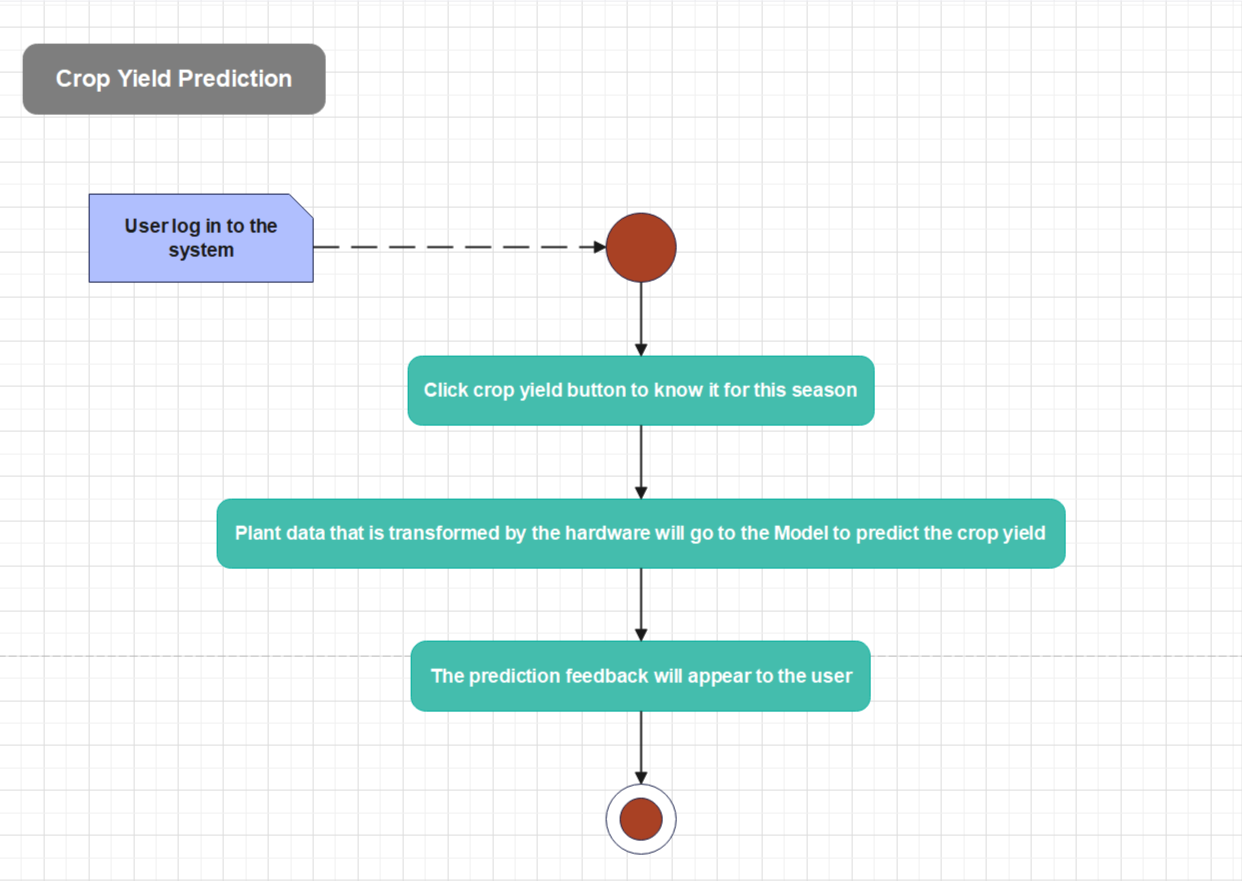 Crop Yield Prediction
User log in to the
system
Click crop yield button to know it for this season
Plant data that is transformed by the hardware will go to the Model to predict the crop yield
The prediction feedback will appear to the user